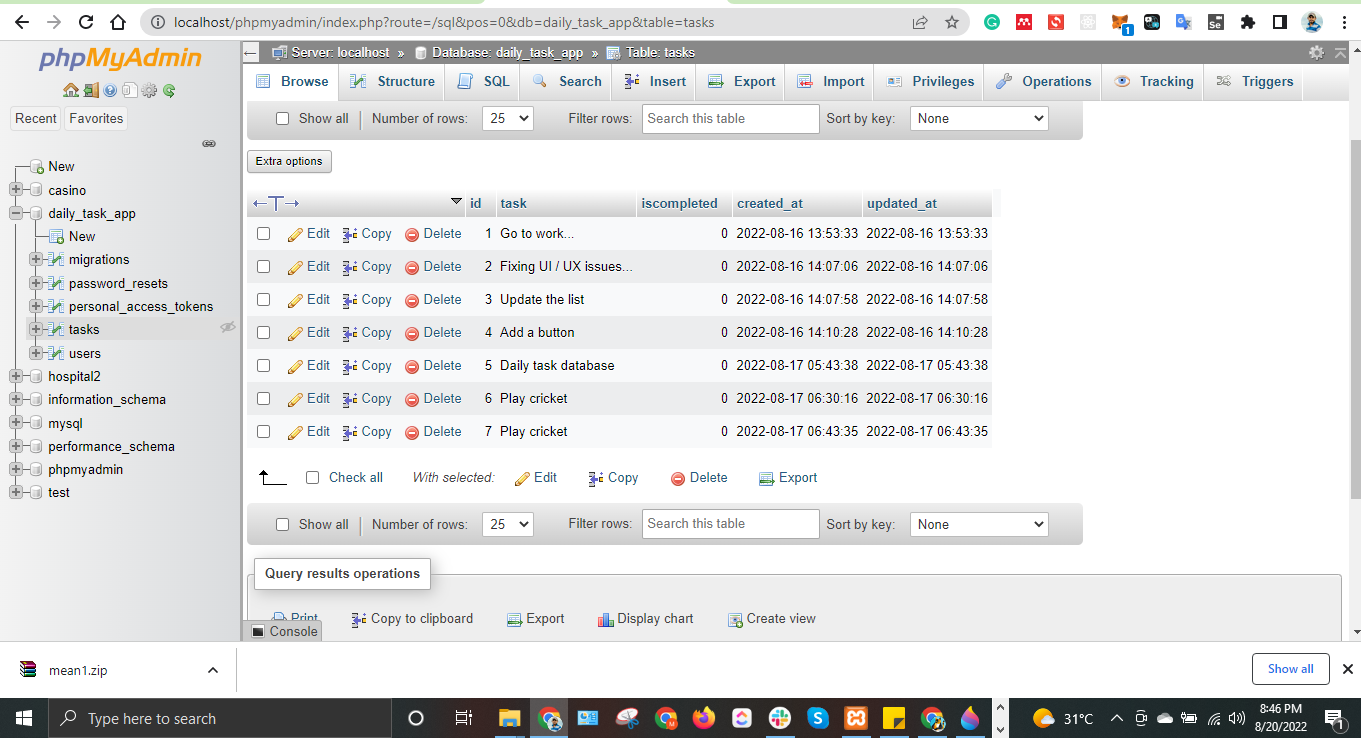 localhost/phpmyadmin/index.php?route=/sql&pos=0&db=daily_task_app&table=tasks
phpMyAdmin
Recent Favorites
New
casino
daily_task_app
New
migrations
password_resets
personal_access_tokens
tasks
users
hospital2
information_schema
mysql
performance_schema
phpmyadmin
test
Server: localhost » Database: daily_task_app » Table: tasks
Browse Structure SQL Search Insert Export Import Privileges Operations Tracking Triggers
Show all Number of rows: 25 Filter rows: Search this table Sort by key: None
Extra options
←T→ id task iscompleted created_at updated_at
Edit Copy Delete 1 Go to work... 0 2022-08-16 13:53:33 2022-08-16 13:53:33
Edit Copy Delete 2 Fixing UI / UX issues... 0 2022-08-16 14:07:06 2022-08-16 14:07:06
Edit Copy Delete 3 Update the list 0 2022-08-16 14:07:58 2022-08-16 14:07:58
Edit Copy Delete 4 Add a button 0 2022-08-16 14:10:28 2022-08-16 14:10:28
Edit Copy Delete 5 Daily task database 0 2022-08-17 05:43:38 2022-08-17 05:43:38
Edit Copy Delete 6 Play cricket 0 2022-08-17 06:30:16 2022-08-17 06:30:16
Edit Copy Delete 7 Play cricket 0 2022-08-17 06:43:35 2022-08-17 06:43:35
Check all With selected: Edit Copy Delete Export
Show all Number of rows: 25 Filter rows: Search this table Sort by key: None
Query results operations
Print Copy to clipboard Export Display chart Create view
Console
mean1.zip Show all
Type here to search
31°C
8:46 PM
8/20/2022
1